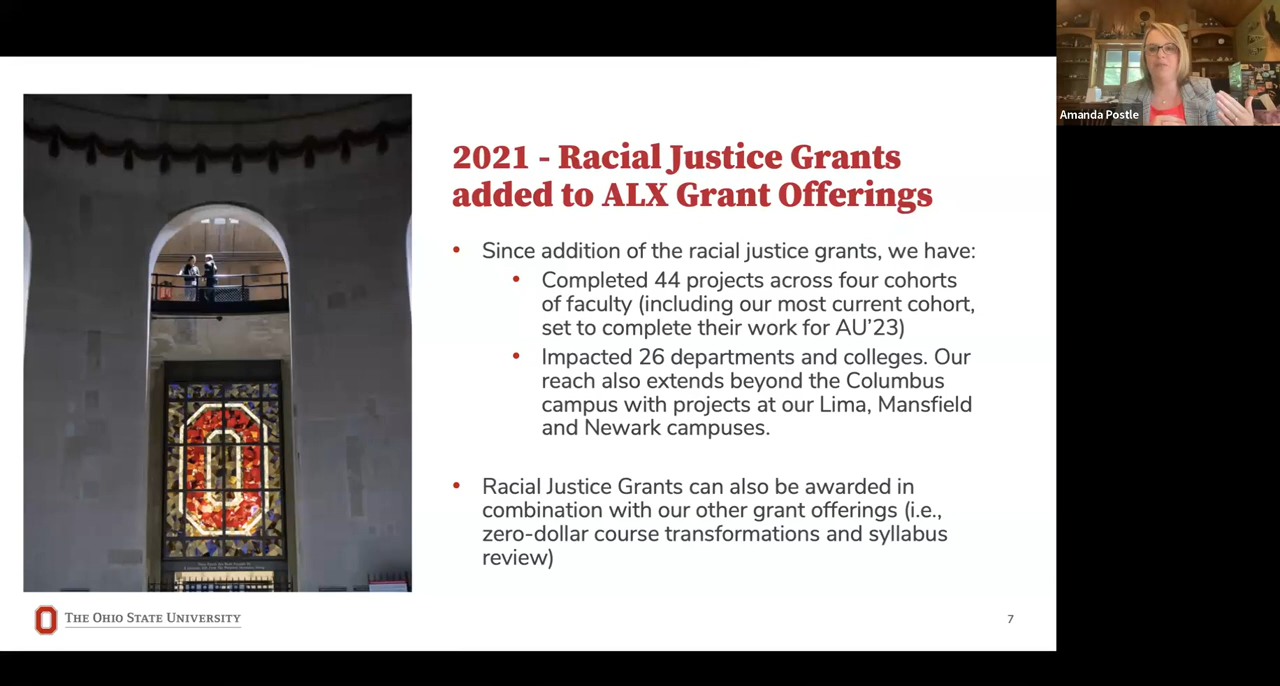 Amanda Postle
2021 - Racial Justice Grants
added to ALX Grant Offerings
• Since addition of the racial justice grants, we have:
• Completed 44 projects across four cohorts
of faculty (including our most current cohort,
set to complete their work for AU’23)
• Impacted 26 departments and colleges. Our
reach also extends beyond the Columbus
campus with projects at our Lima, Mansfield
and Newark campuses.
• Racial Justice Grants can also be awarded in
combination with our other grant offerings (i.e.,
zero-dollar course transformations and syllabus
review)
THE OHIO STATE UNIVERSITY
7